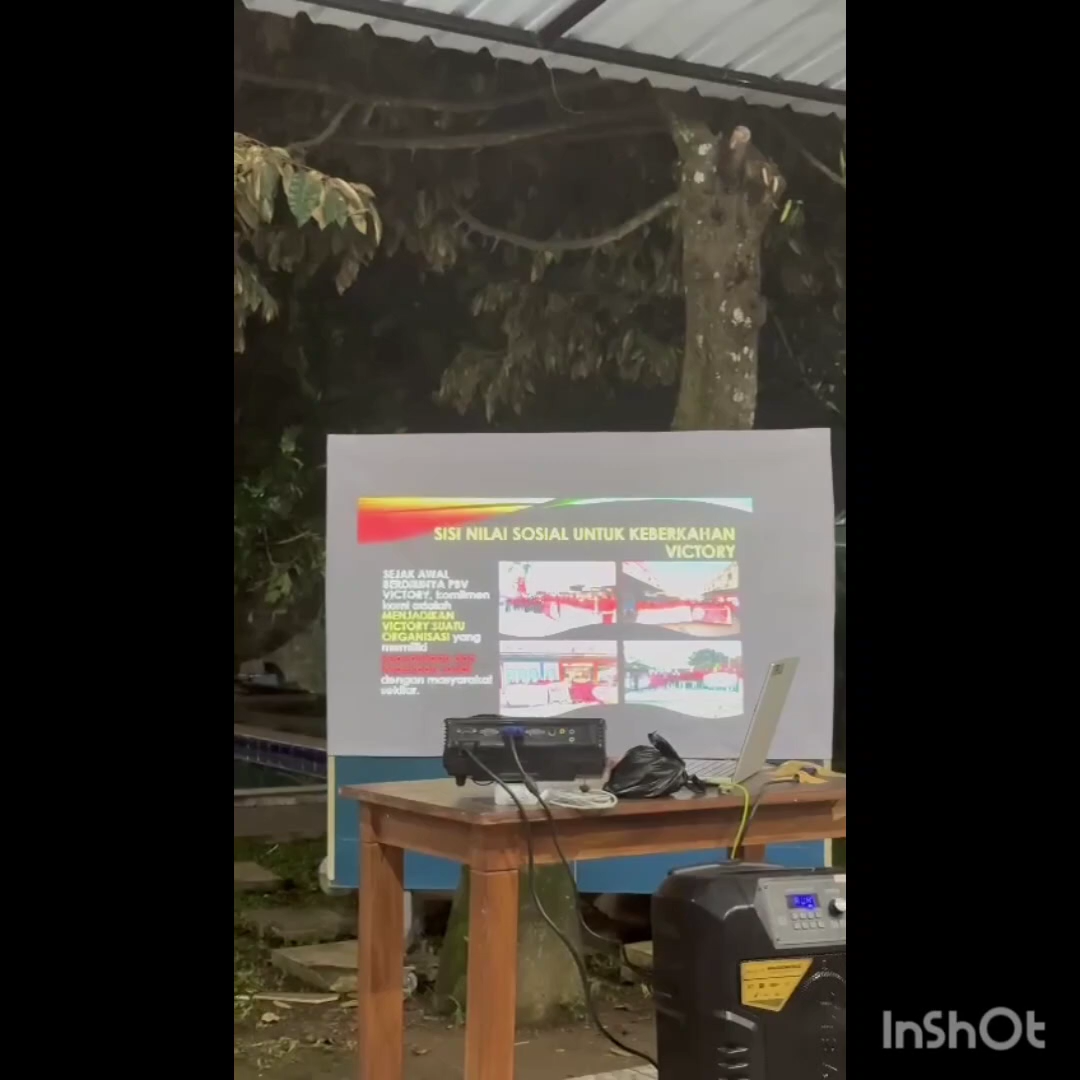 SISI NILAI SOSIAL UNTUK KEBERKAHAN
VICTORY
SEJAK AWAL
BERDIRINYA PBV
VICTORY, komitmen
kami adalah
MENJADIKAN
VICTORY SUATU
ORGANISASI yang
memiliki
dengan masyarakat
sekitar.
InShOt